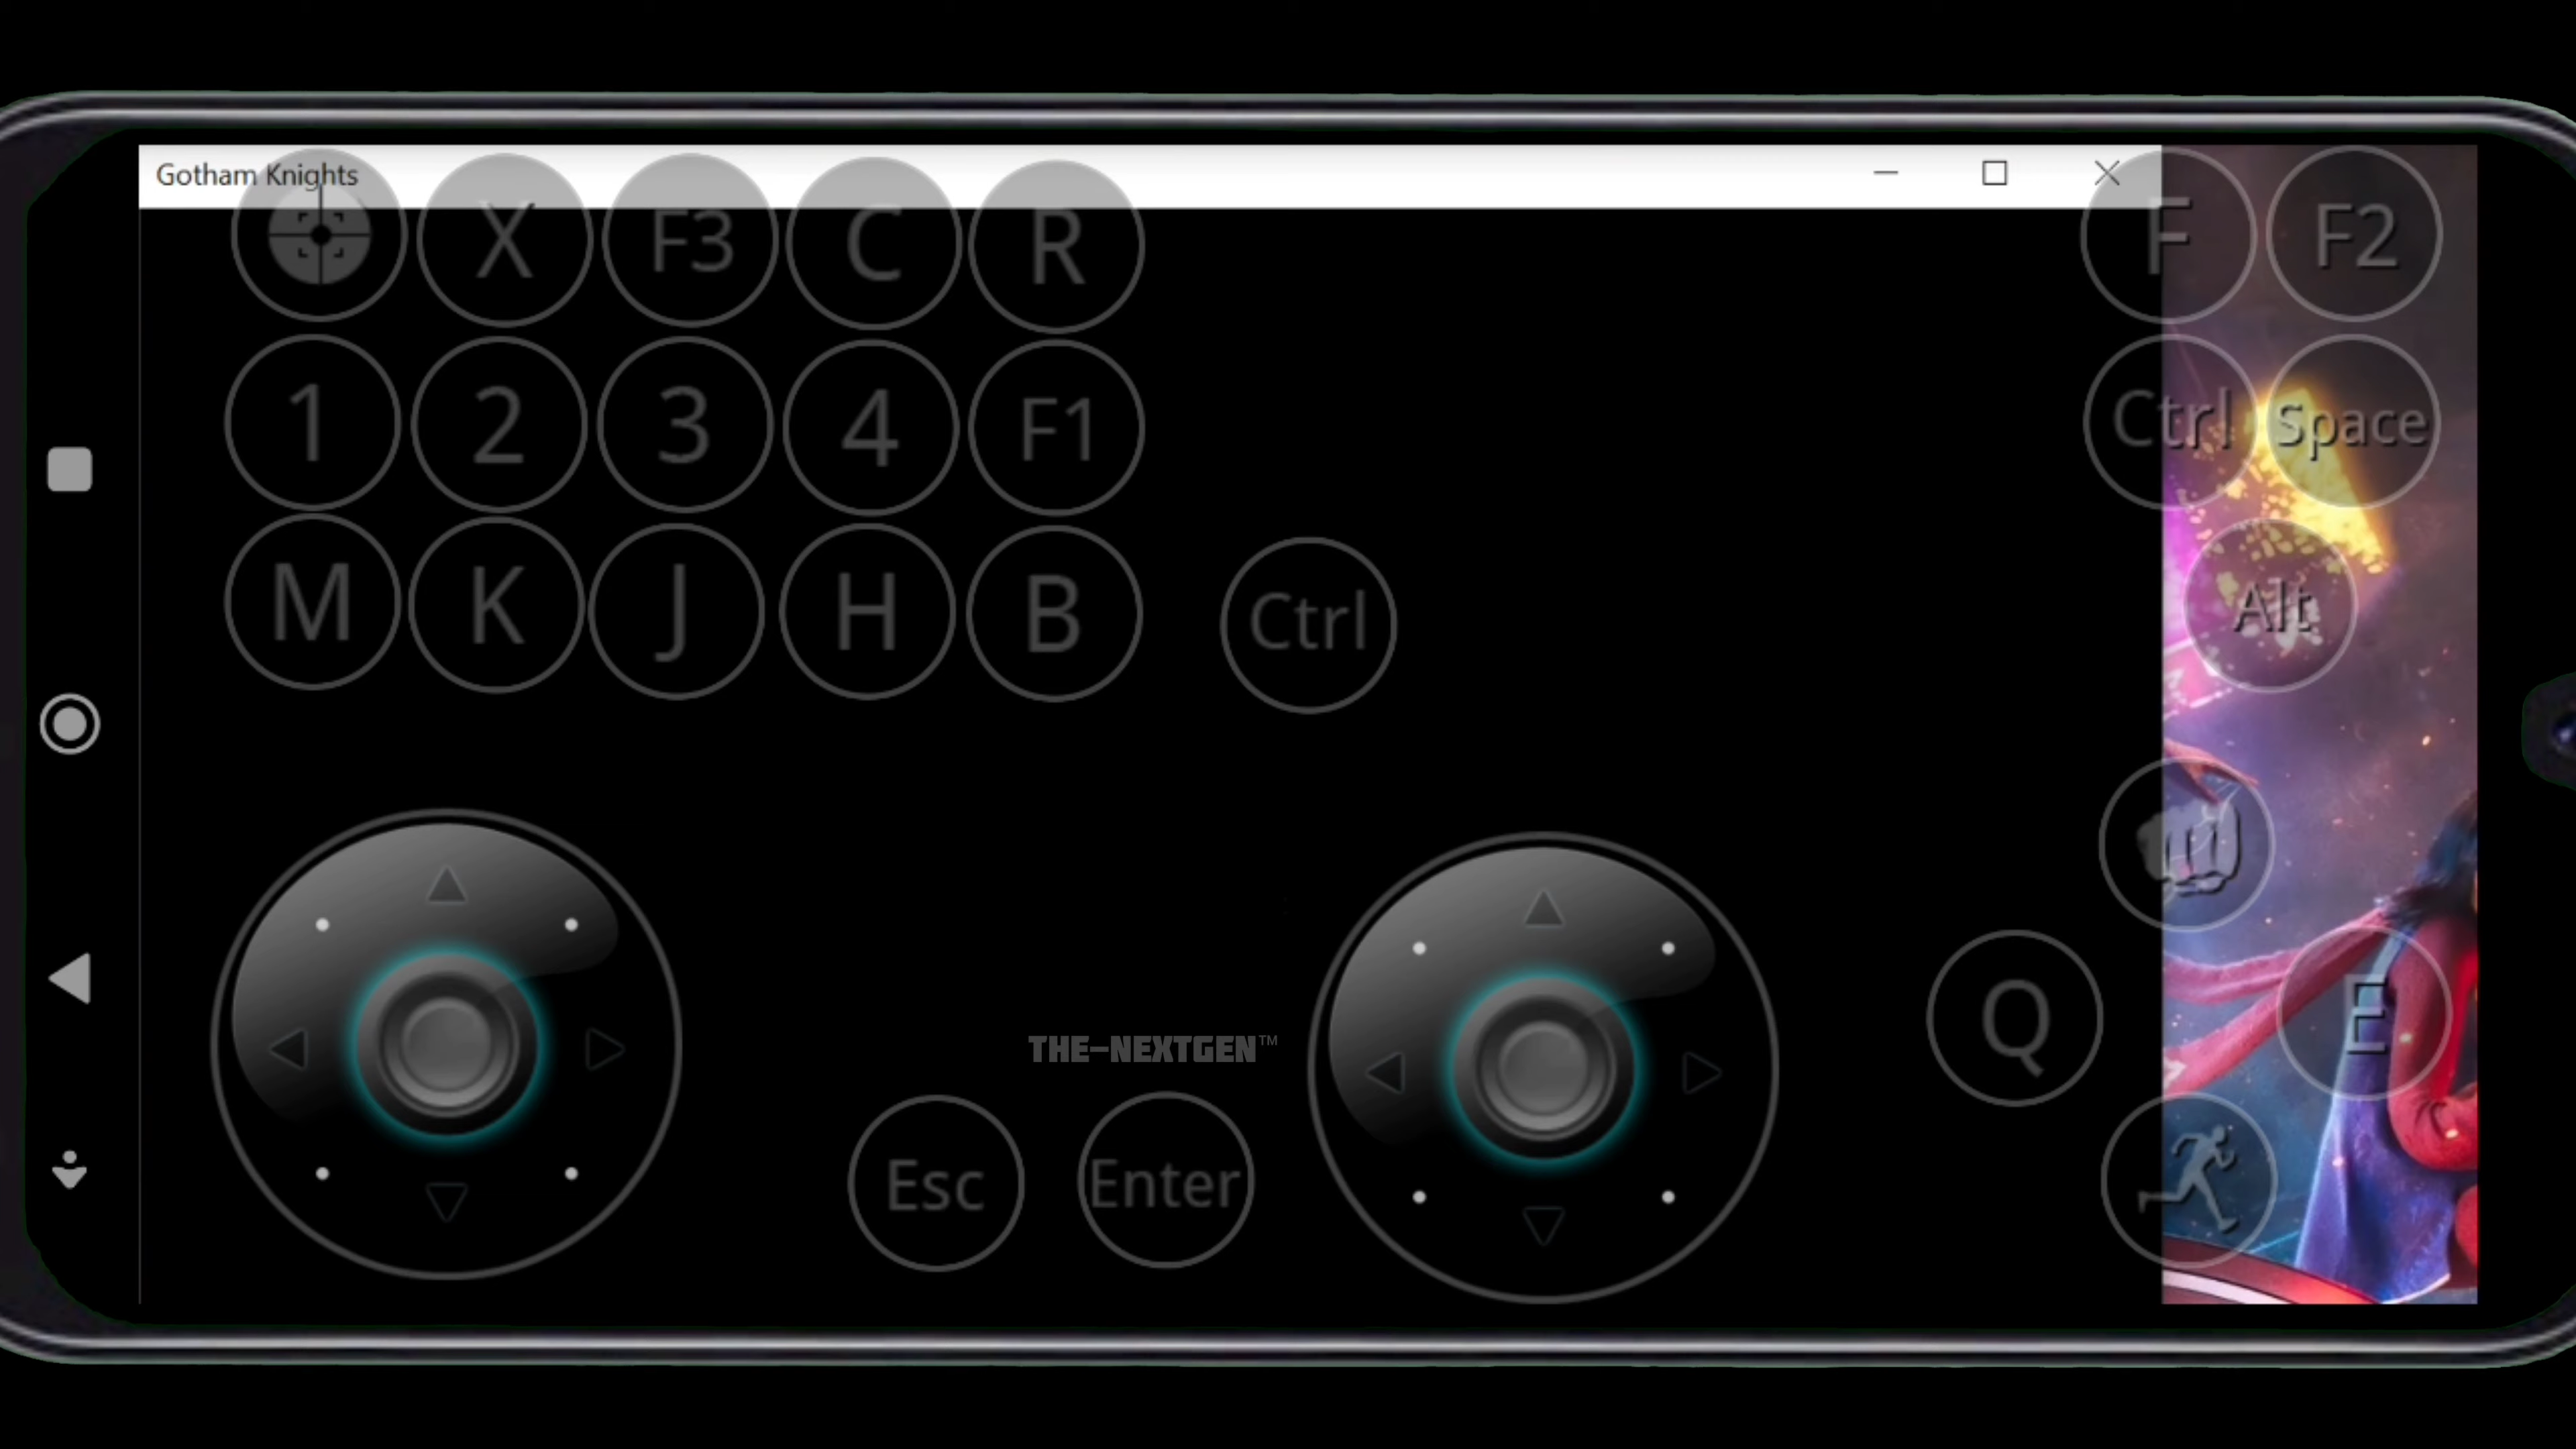 Gotham Knights
X F3 C R F F2
1 2 3 4 F1 Ctrl Space
M K J H B Ctrl Alt
Q E
THE-NEXTGEN™
Esc Enter